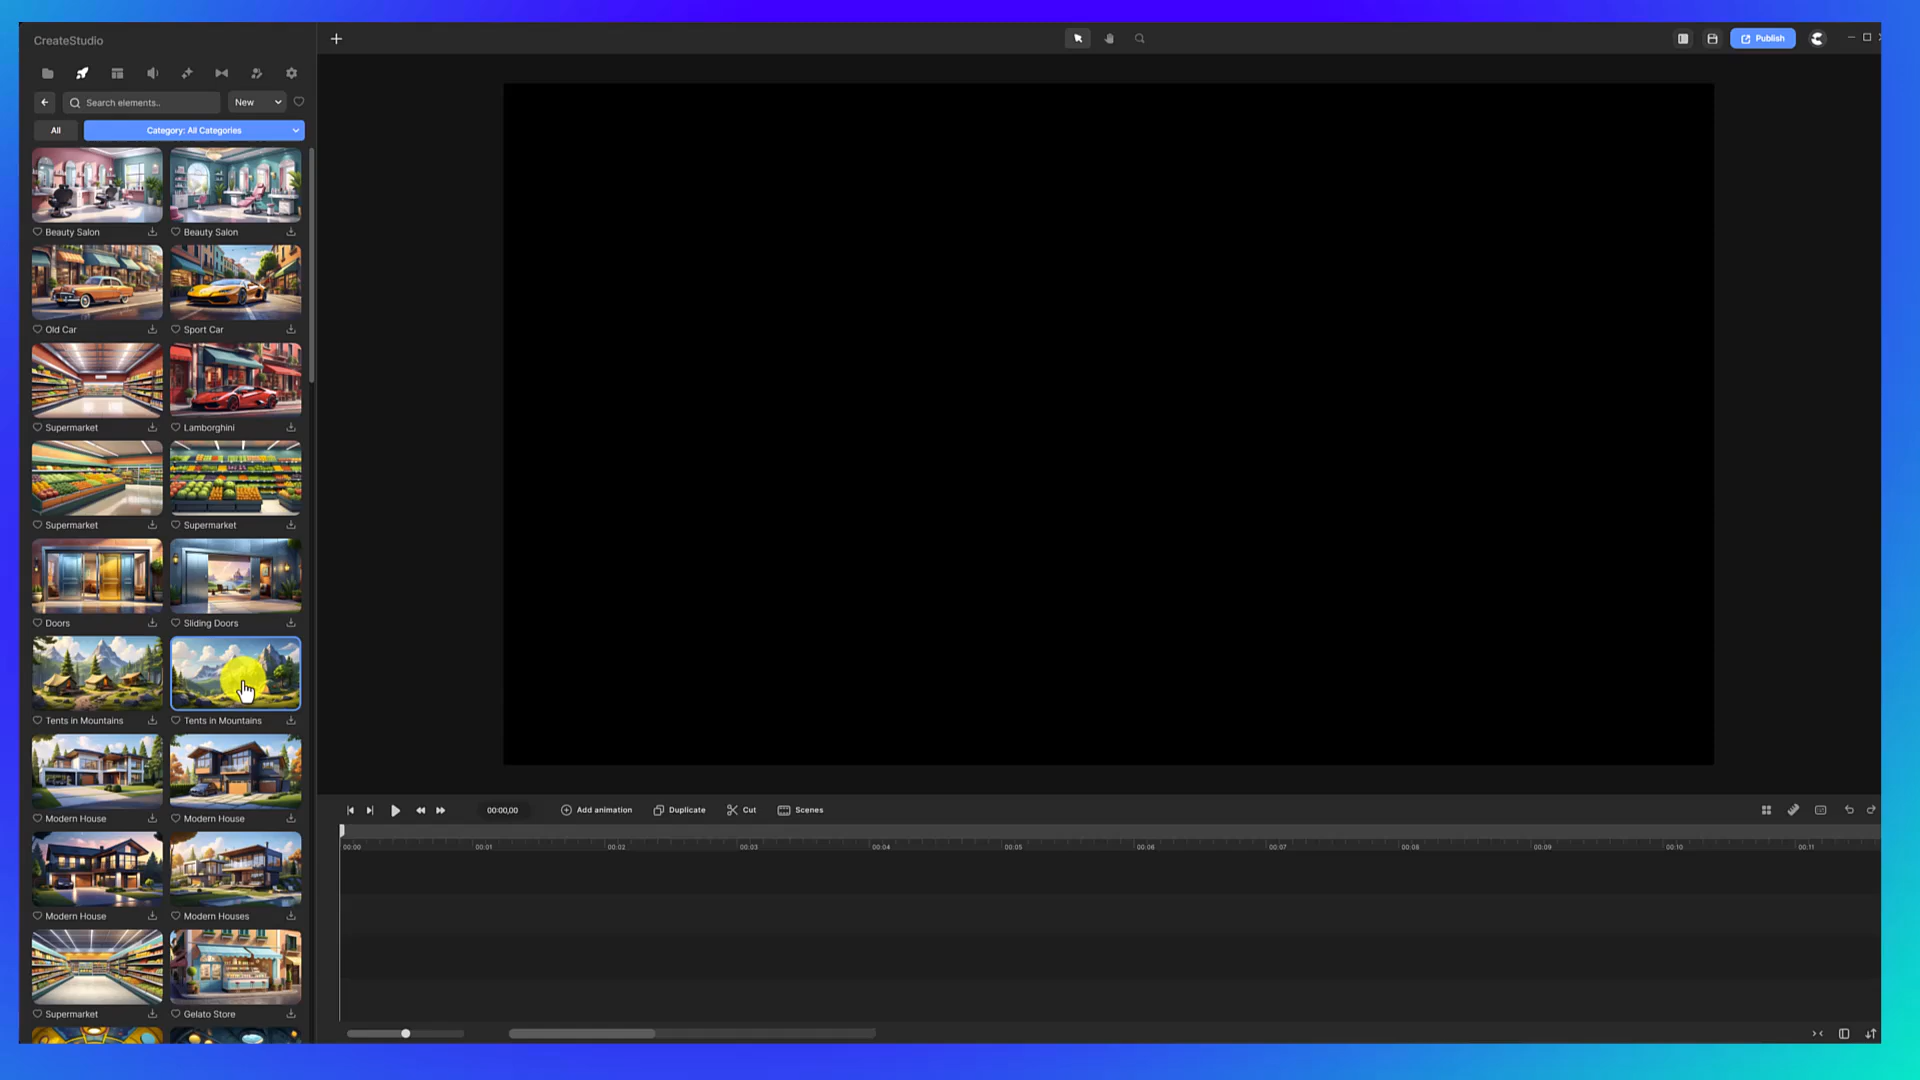 CreateStudio
Publish
Search elements..
New
All
Category: All Categories
Beauty Salon
Beauty Salon
Old Car
Sport Car
Supermarket
Lamborghini
Supermarket
Supermarket
Doors
Sliding Doors
Tents in Mountains
Tents in Mountains
Modern House
Modern House
Modern House
Modern Houses
Supermarket
Gelato Store
00:00,00
Add animation
Duplicate
Cut
Scenes
00:00
00:01
00:02
00:03
00:04
00:05
00:06
00:07
00:08
00:09
00:10
00:11